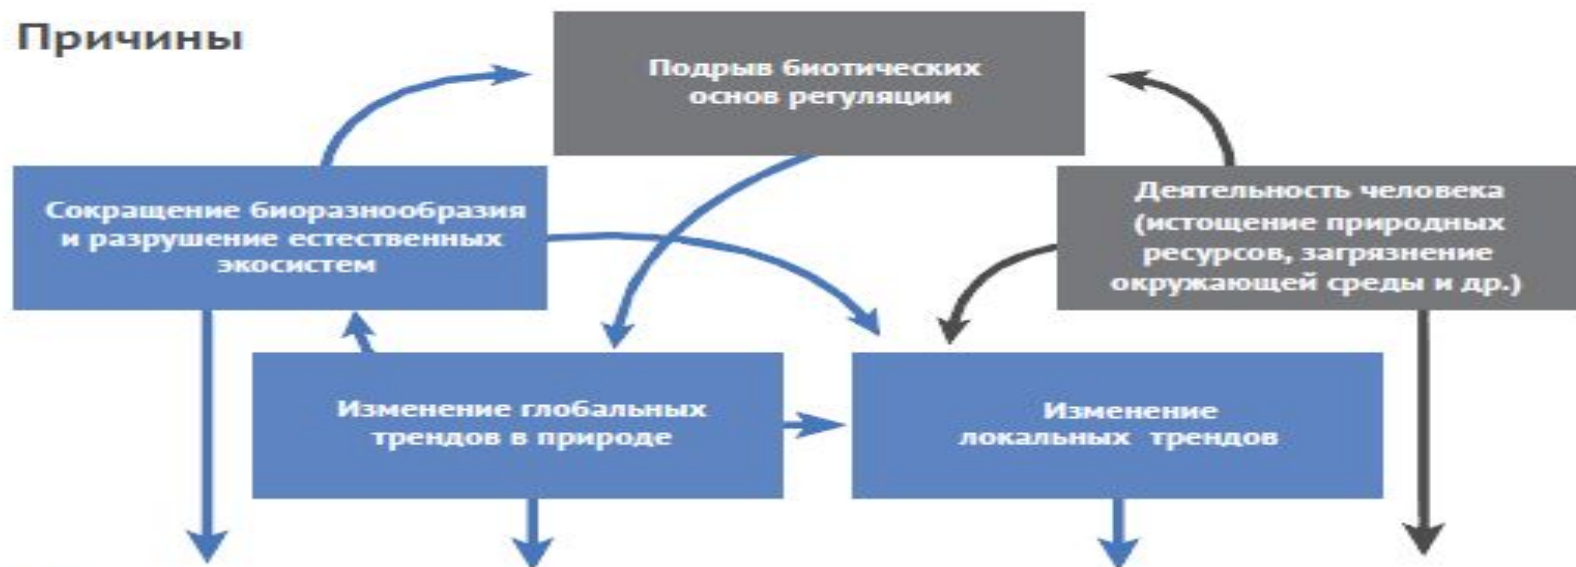 Причины
Подрыв биотических
основ регуляции
Сокращение биоразнообразия
и разрушение естественных
экосистем
Деятельность человека
(истощение природных
ресурсов, загрязнение
окружающей среды и др.)
Изменение глобальных
трендов в природе
Изменение
локальных трендов